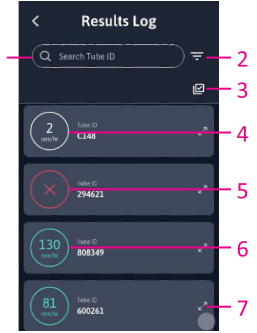 Results Log
Search Tube ID
2
3
2
mm/hr
Tube ID
C148
4
Tube ID
294621
5
130
mm/hr
Tube ID
808349
6
81
mm/hr
Tube ID
600261
7